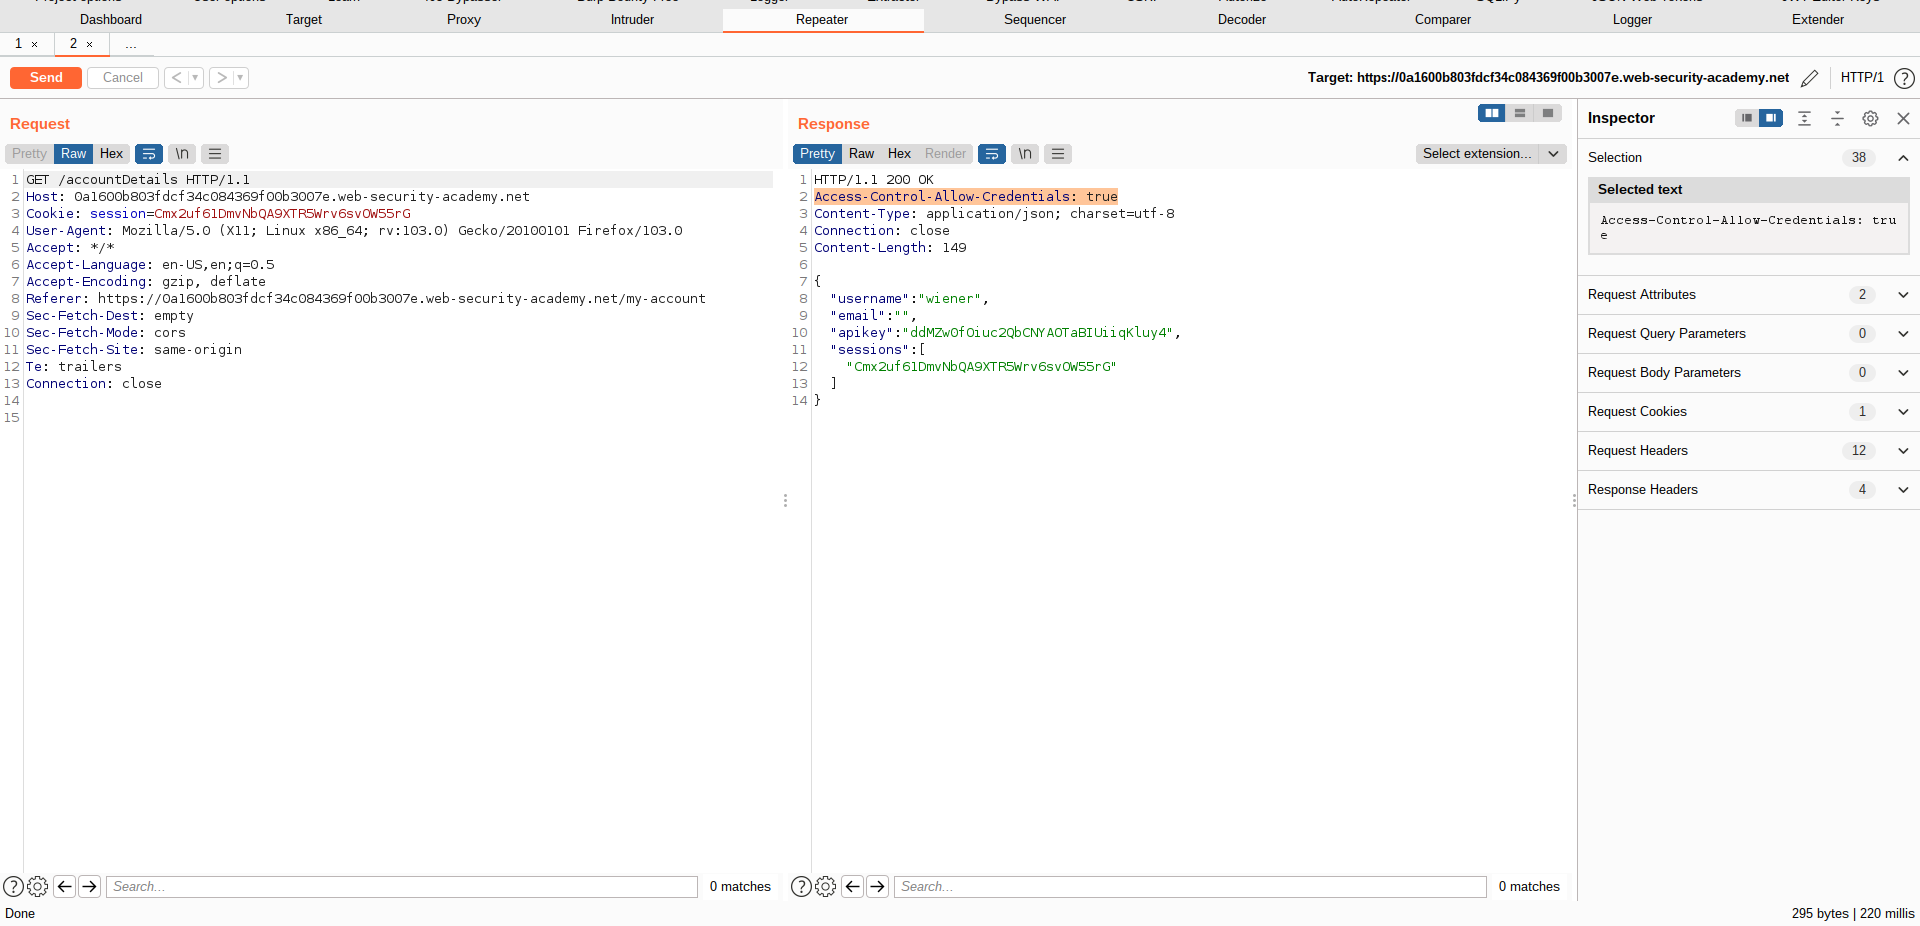 Dashboard Target Proxy Intruder Repeater Sequencer Decoder Comparer Logger Extender
1 × 2 × ...
Send Cancel < > Target: https://0a1600b803fdcf34c084369f00b3007e.web-security-academy.net HTTP/1 ?
Request
Pretty Raw Hex \n
1 GET /accountDetails HTTP/1.1
2 Host: 0a1600b803fdcf34c084369f00b3007e.web-security-academy.net
3 Cookie: session=Cmx2uf61DmvNbQA9XTR5Wrv6svOW55rG
4 User-Agent: Mozilla/5.0 (X11; Linux x86_64; rv:103.0) Gecko/20100101 Firefox/103.0
5 Accept: */*
6 Accept-Language: en-US,en;q=0.5
7 Accept-Encoding: gzip, deflate
8 Referer: https://0a1600b803fdcf34c084369f00b3007e.web-security-academy.net/my-account
9 Sec-Fetch-Dest: empty
10 Sec-Fetch-Mode: cors
11 Sec-Fetch-Site: same-origin
12 Te: trailers
13 Connection: close
14
15
? Search... 0 matches
Response
Pretty Raw Hex Render \n Select extension...
1 HTTP/1.1 200 OK
2 Access-Control-Allow-Credentials: true
3 Content-Type: application/json; charset=utf-8
4 Connection: close
5 Content-Length: 149
6
7 {
8 "username":"wiener",
9 "email":"",
10 "apikey":"ddMZw0fOiuc2QbCNYAOTaBIUiiqKluy4",
11 "sessions":[
12 "Cmx2uf61DmvNbQA9XTR5Wrv6svOW55rG"
13 ]
14 }
? Search... 0 matches
Inspector
Selection 38
Selected text
Access-Control-Allow-Credentials: tru
e
Request Attributes 2
Request Query Parameters 0
Request Body Parameters 0
Request Cookies 1
Request Headers 12
Response Headers 4
Done 295 bytes | 220 millis